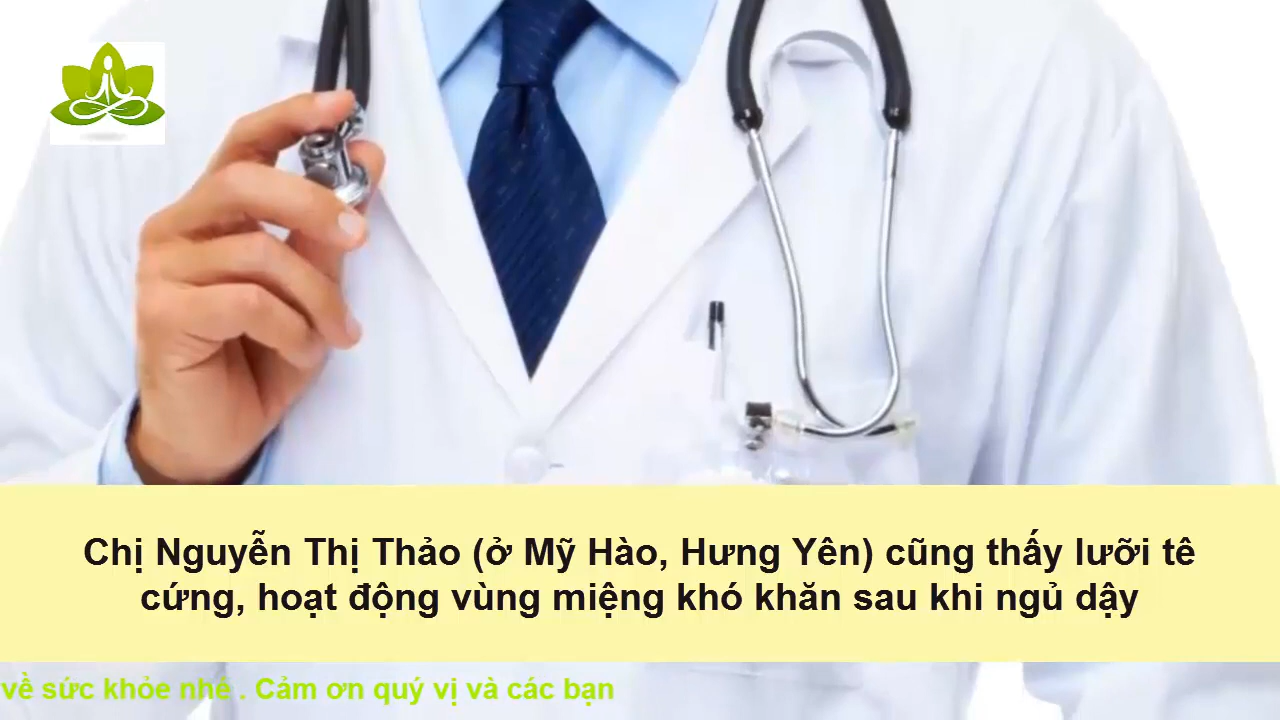 Chị Nguyễn Thị Thảo (ở Mỹ Hào, Hưng Yên) cũng thấy lưỡi tê
cứng, hoạt động vùng miệng khó khăn sau khi ngủ dậy
về sức khỏe nhé . Cảm ơn quý vị và các bạn